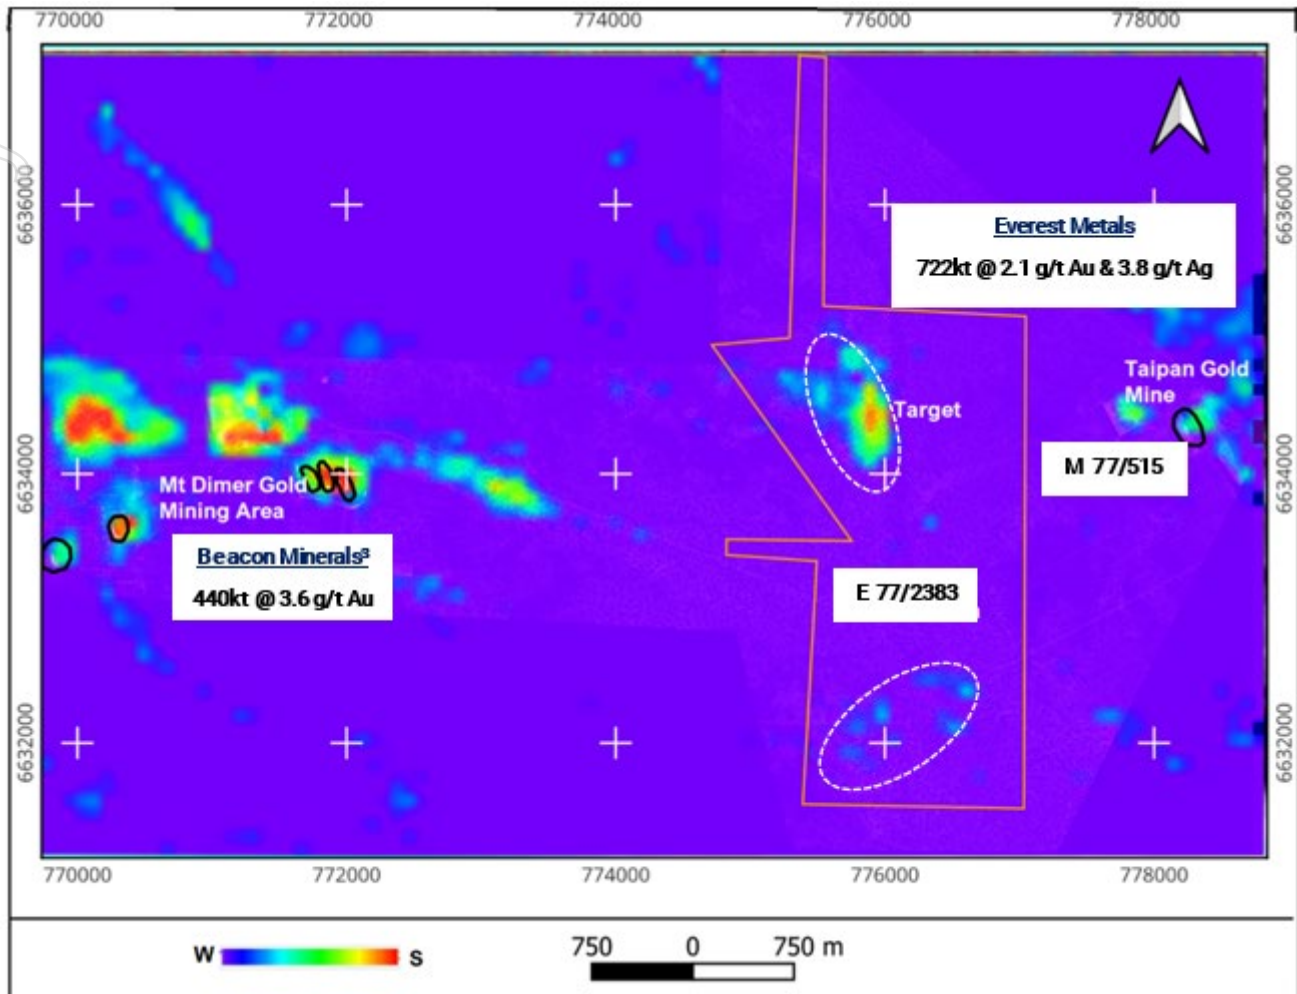 770000 772000 774000 776000 778000
6636000 6636000
Everest Metals
722kt @ 2.1 g/t Au & 3.8 g/t Ag
Taipan Gold
Mine
Target
M 77/515
6634000 6634000
Mt Dimer Gold
Mining Area
Beacon Minerals³
440kt @ 3.6 g/t Au
E 77/2383
6632000 6632000
770000 772000 774000 776000 778000
W S
750 0 750 m